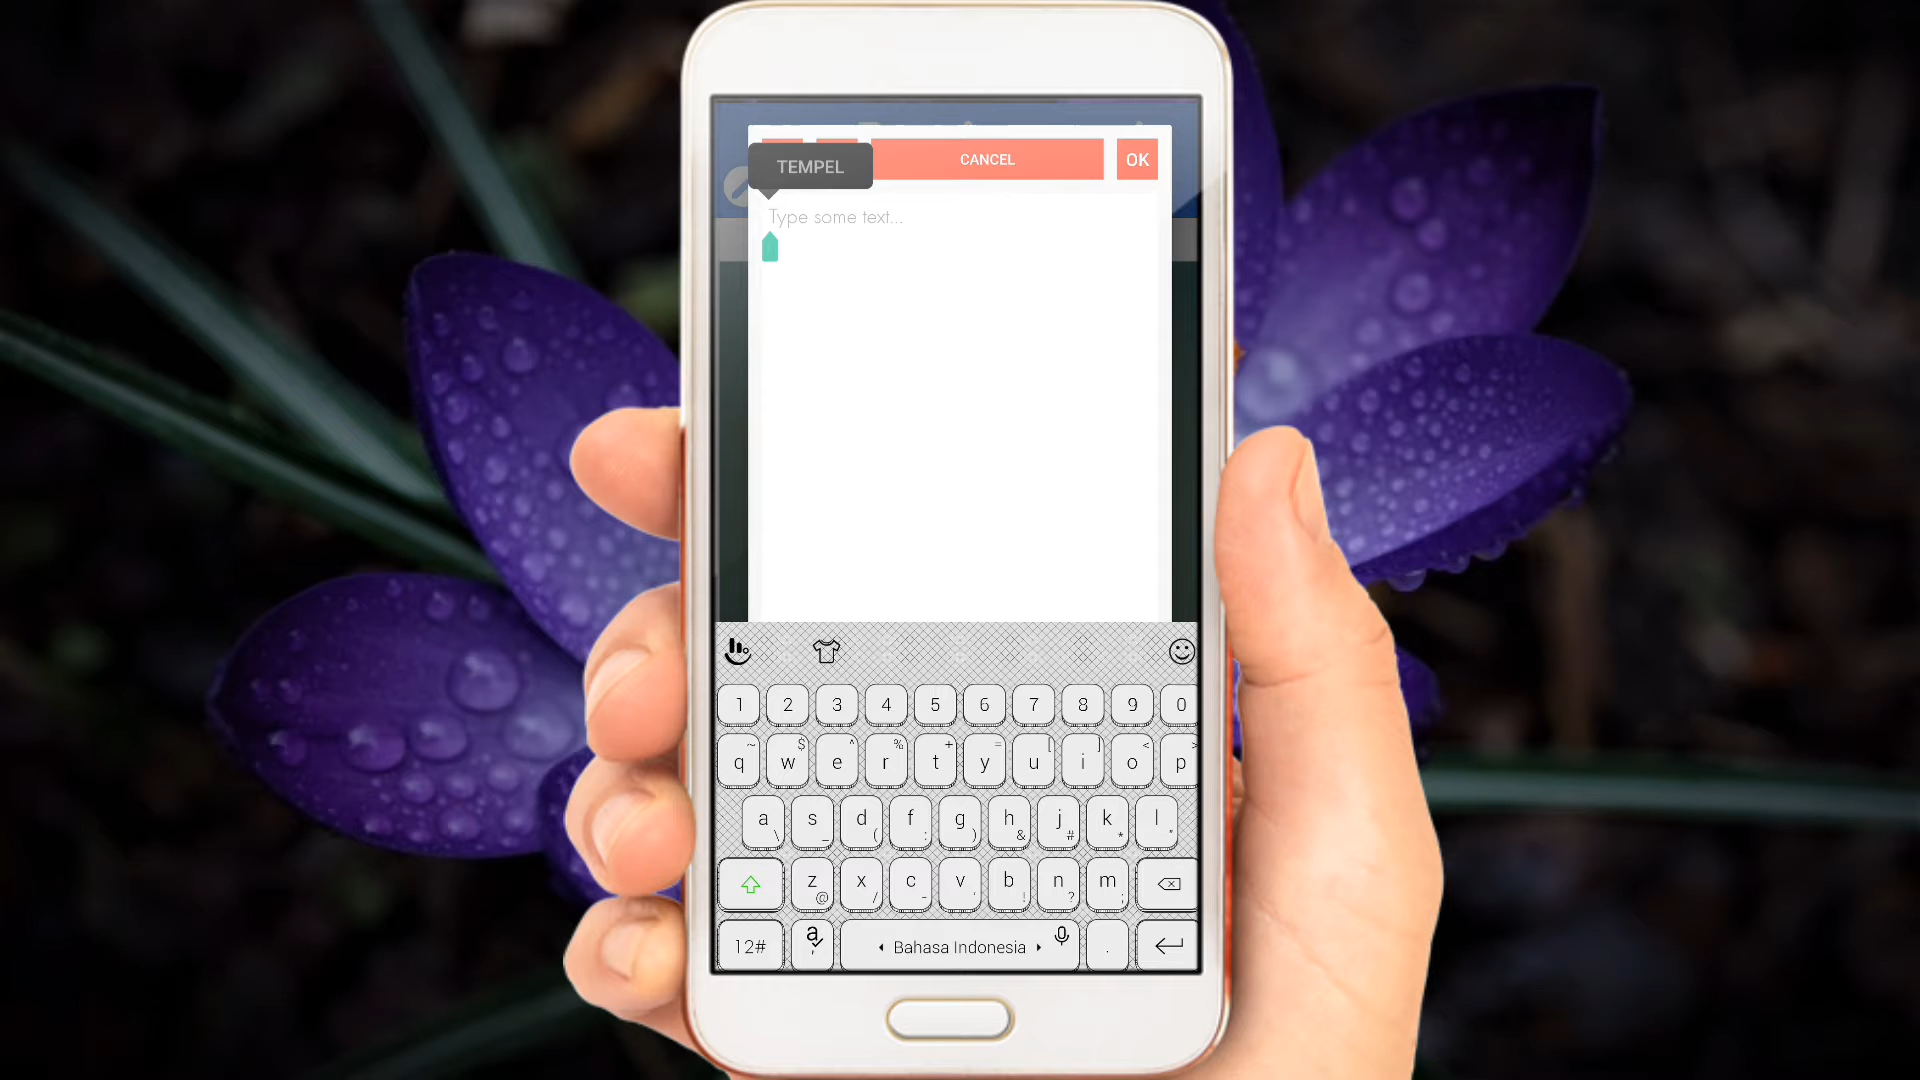 CANCEL OK
TEMPEL
Type some text...
1 2 3 4 5 6 7 8 9 0
~ $ ^ % + = [ ] < >
q w e r t y u i o p
a s d f g h j k l
\ _ ( : ) & # * "
z x c v b n m
@ / - ' ! ? ;
12# a , Bahasa Indonesia .